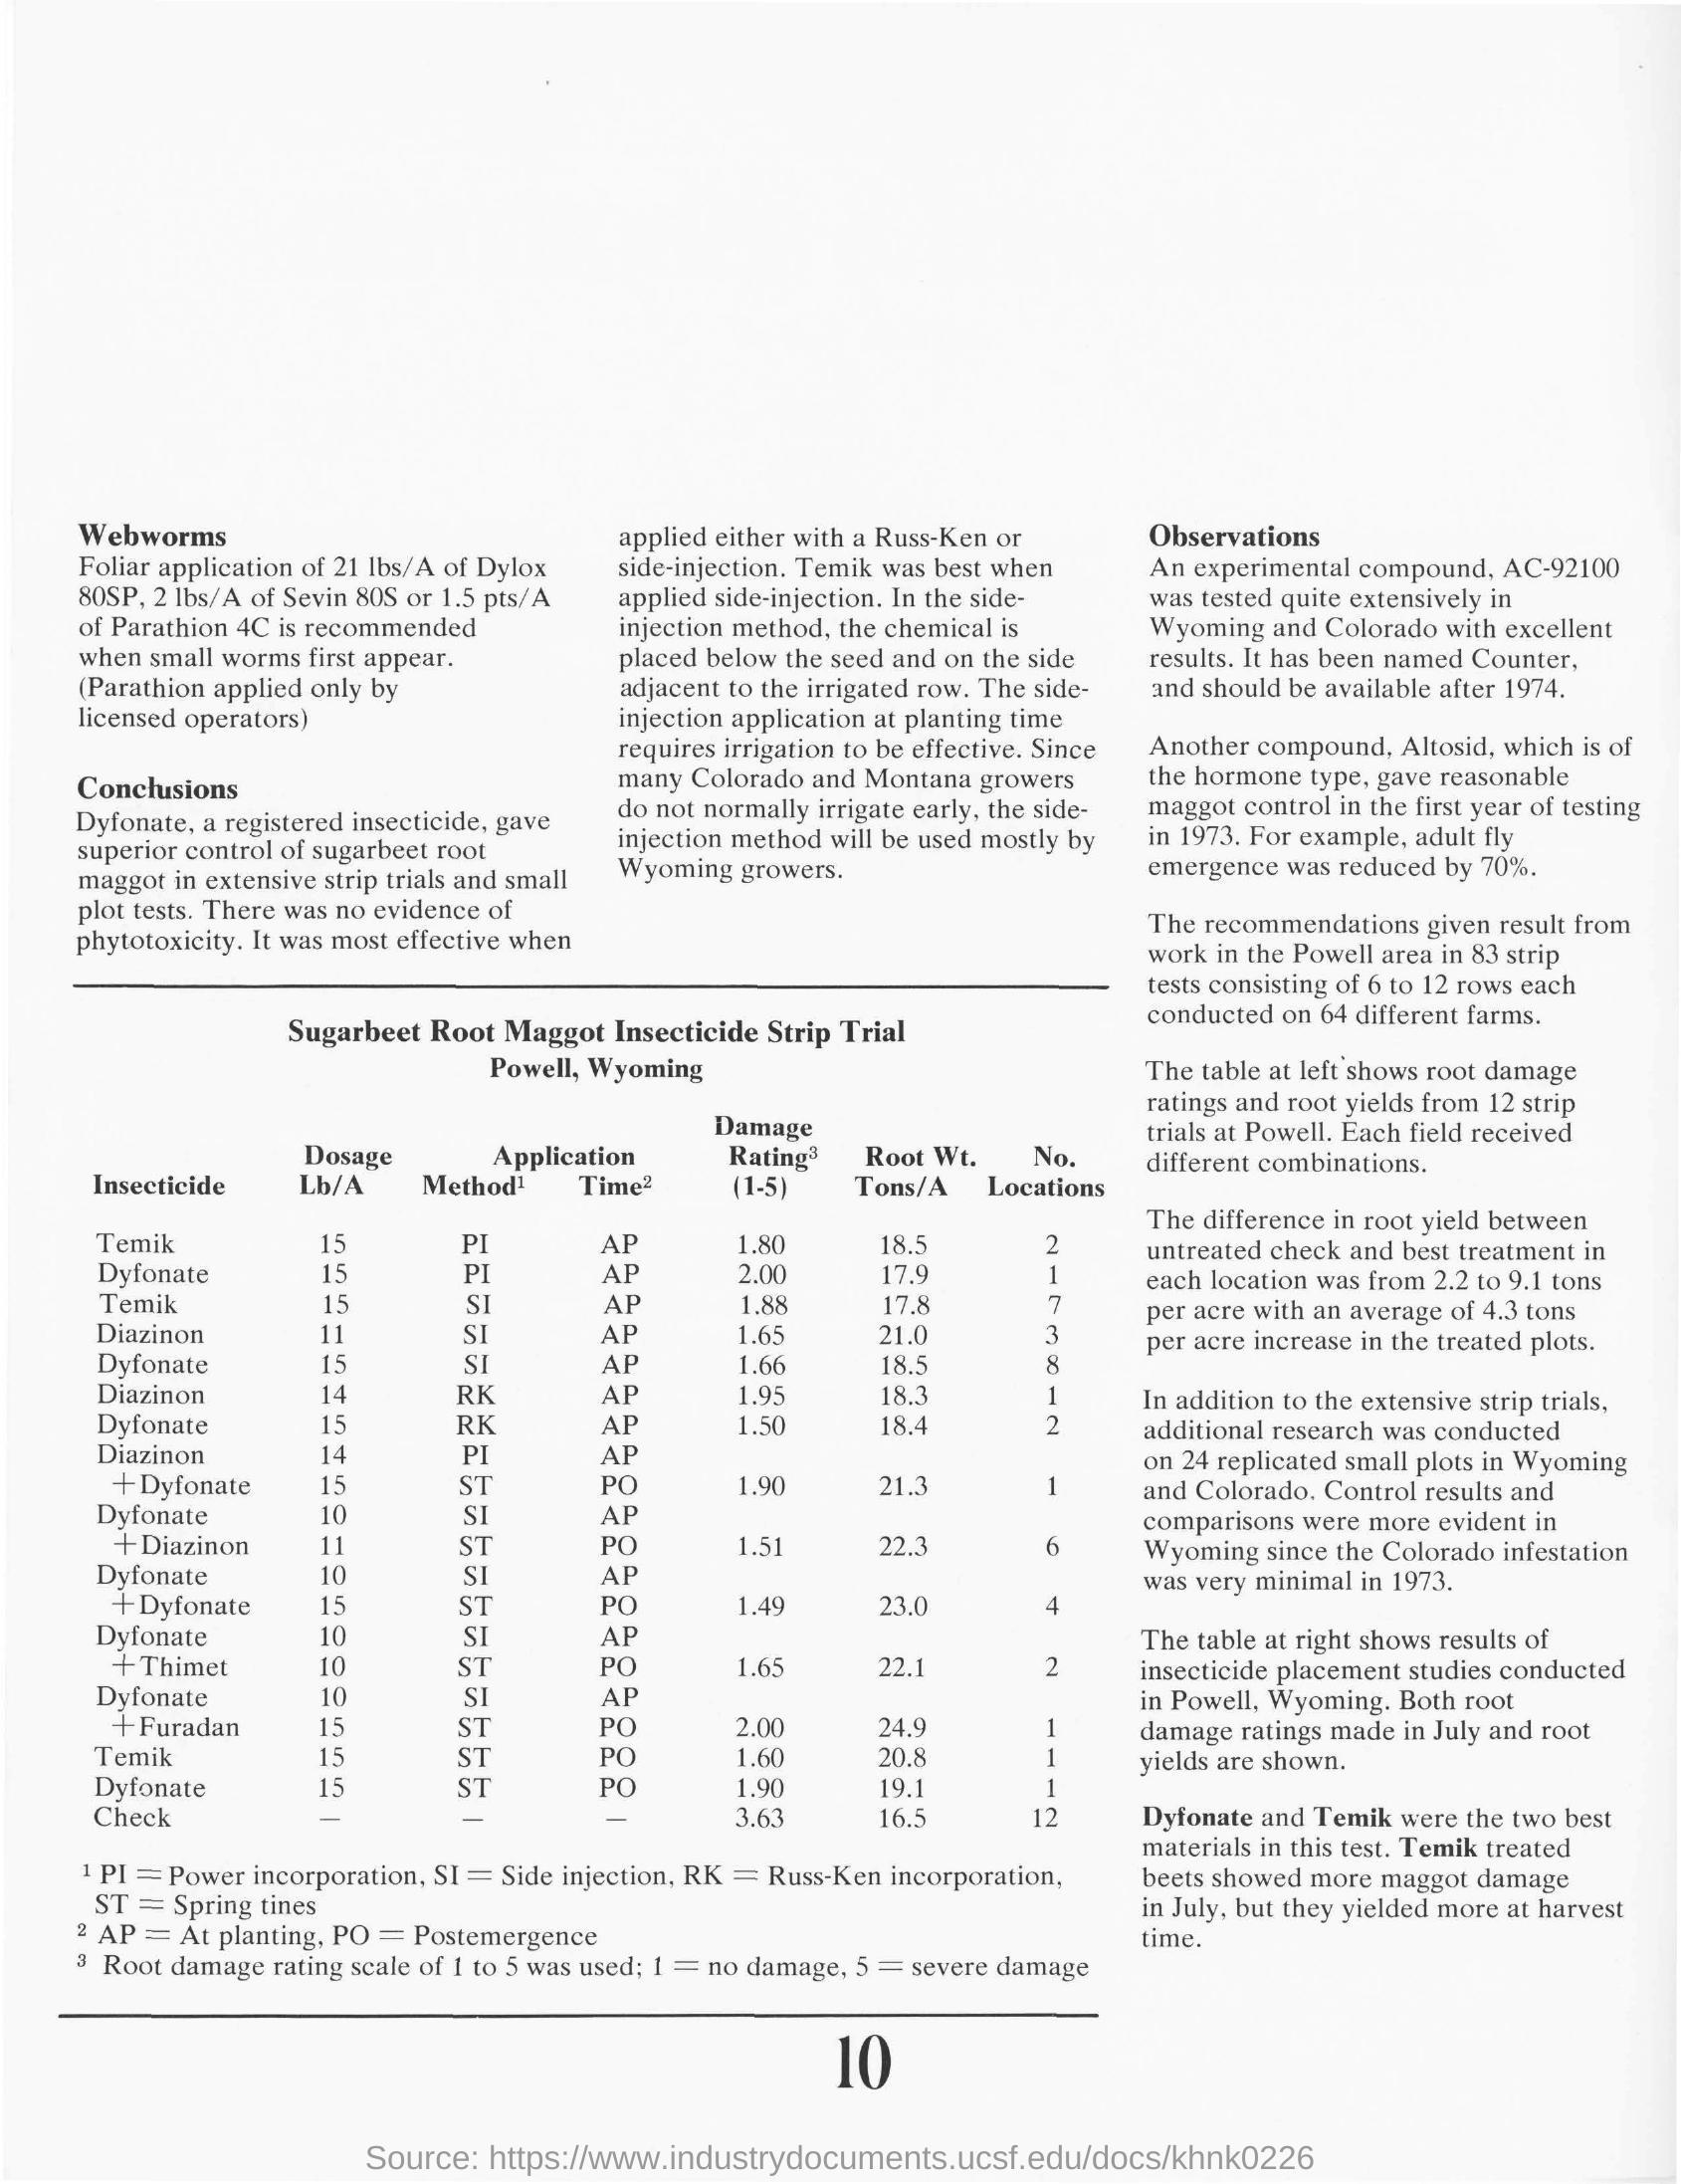 Webworms
Foliar application of 21 lbs/A of Dylox
80SP, 2 lbs/A of Sevin 80S or 1.5 pts/A
of Parathion 4C is recommended
when small worms first appear.
(Parathion applied only by
licensed operators)
Conclusions
Dyfonate, a registered insecticide, gave
superior control of sugarbeet root
maggot in extensive strip trials and small
plot tests. There was no evidence of
phytotoxicity. It was most effective when
applied either with a Russ-Ken or
side-injection. Temik was best when
applied side-injection. In the side-
injection method, the chemical is
placed below the seed and on the side
adjacent to the irrigated row. The side-
injection application at planting time
requires irrigation to be effective. Since
many Colorado and Montana growers
do not normally irrigate early, the side-
injection method will be used mostly by
Wyoming growers.
Sugarbeet Root Maggot Insecticide Strip Trial
Powell, Wyoming
Damage
Dosage Application Rating³ Root Wt. No.
Insecticide Lb/A Method¹ Time² (1-5) Tons/A Locations
Temik 15 PI AP 1.80 18.5 2
Dyfonate 15 PI AP 2.00 17.9 1
Temik 15 SI AP 1.88 17.8 7
Diazinon 11 SI AP 1.65 21.0 3
Dyfonate 15 SI AP 1.66 18.5 8
Diazinon 14 RK AP 1.95 18.3 1
Dyfonate 15 RK AP 1.50 18.4 2
Diazinon 14 PI AP
+Dyfonate 15 ST PO 1.90 21.3 1
Dyfonate 10 SI AP
+Diazinon 11 ST PO 1.51 22.3 6
Dyfonate 10 SI AP
+Dyfonate 15 ST PO 1.49 23.0 4
Dyfonate 10 SI AP
+Thimet 10 ST PO 1.65 22.1 2
Dyfonate 10 SI AP
+Furadan 15 ST PO 2.00 24.9 1
Temik 15 ST PO 1.60 20.8 1
Dyfonate 15 ST PO 1.90 19.1 1
Check — — — 3.63 16.5 12
¹ PI = Power incorporation, SI = Side injection, RK = Russ-Ken incorporation,
ST = Spring tines
² AP = At planting, PO = Postemergence
³ Root damage rating scale of 1 to 5 was used; 1 = no damage, 5 = severe damage
Observations
An experimental compound, AC-92100
was tested quite extensively in
Wyoming and Colorado with excellent
results. It has been named Counter,
and should be available after 1974.
Another compound, Altosid, which is of
the hormone type, gave reasonable
maggot control in the first year of testing
in 1973. For example, adult fly
emergence was reduced by 70%.
The recommendations given result from
work in the Powell area in 83 strip
tests consisting of 6 to 12 rows each
conducted on 64 different farms.
The table at left shows root damage
ratings and root yields from 12 strip
trials at Powell. Each field received
different combinations.
The difference in root yield between
untreated check and best treatment in
each location was from 2.2 to 9.1 tons
per acre with an average of 4.3 tons
per acre increase in the treated plots.
In addition to the extensive strip trials,
additional research was conducted
on 24 replicated small plots in Wyoming
and Colorado. Control results and
comparisons were more evident in
Wyoming since the Colorado infestation
was very minimal in 1973.
The table at right shows results of
insecticide placement studies conducted
in Powell, Wyoming. Both root
damage ratings made in July and root
yields are shown.
Dyfonate and Temik were the two best
materials in this test. Temik treated
beets showed more maggot damage
in July, but they yielded more at harvest
time.
10
Source: https://www.industrydocuments.ucsf.edu/docs/khnk0226